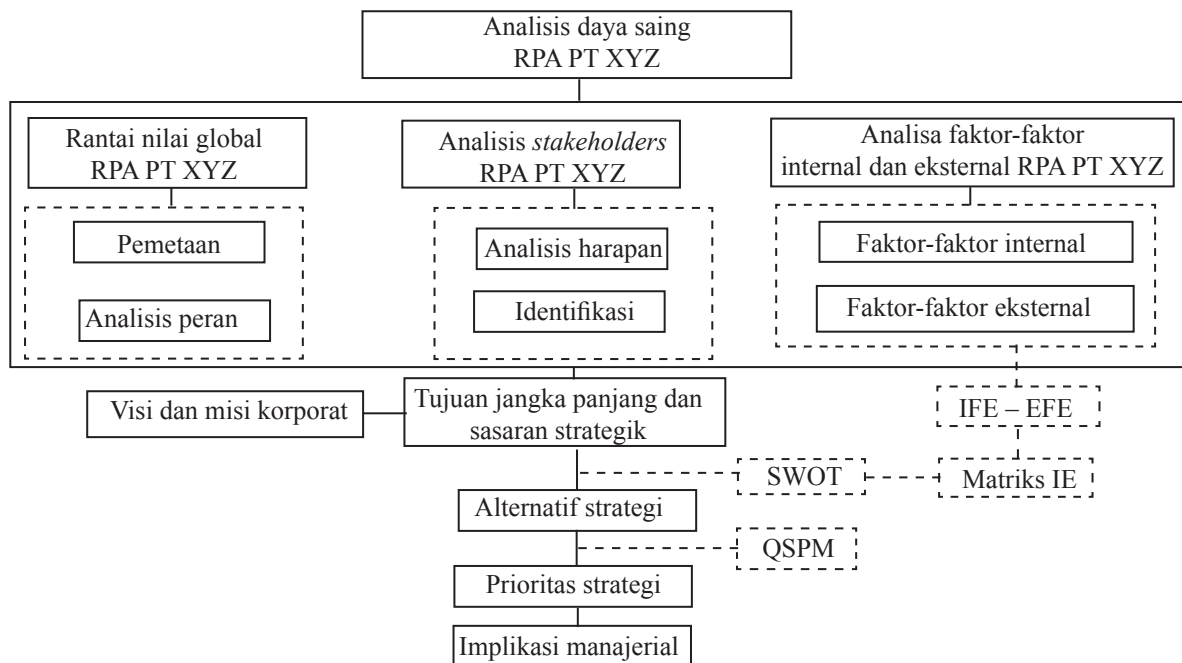 Analisis daya saing
RPA PT XYZ
Rantai nilai global
RPA PT XYZ
Analisis stakeholders
RPA PT XYZ
Analisa faktor-faktor
internal dan eksternal RPA PT XYZ
Pemetaan
Analisis peran
Analisis harapan
Identifikasi
Faktor-faktor internal
Faktor-faktor eksternal
Visi dan misi korporat
Tujuan jangka panjang dan
sasaran strategik
IFE – EFE
SWOT
Matriks IE
Alternatif strategi
QSPM
Prioritas strategi
Implikasi manajerial